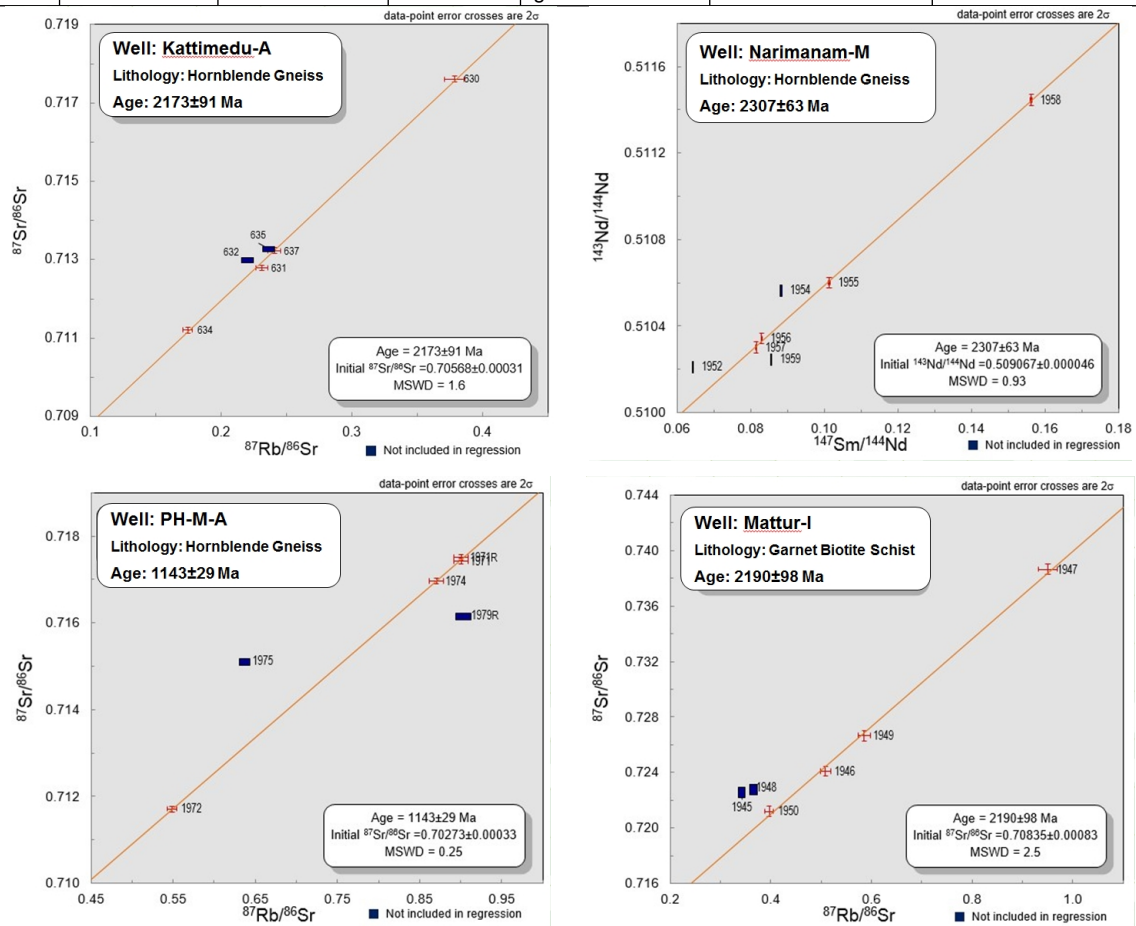 data-point error crosses are 2σ
Well: Kattimedu-A
Lithology: Hornblende Gneiss
Age: 2173±91 Ma
0.719
0.717
0.715
0.713
0.711
0.709
87Sr/86Sr
630
635
632
637
631
634
Age = 2173±91 Ma
Initial 87Sr/86Sr =0.70568±0.00031
MSWD = 1.6
0.1
0.2
0.3
0.4
87Rb/86Sr
Not included in regression
data-point error crosses are 2σ
Well: Narimanam-M
Lithology: Hornblende Gneiss
Age: 2307±63 Ma
0.5116
0.5112
0.5108
0.5104
0.5100
143Nd/144Nd
1958
1954
1955
1956
1957
1959
1952
Age = 2307±63 Ma
Initial 143Nd/144Nd =0.509067±0.000046
MSWD = 0.93
0.06
0.08
0.10
0.12
0.14
0.16
0.18
147Sm/144Nd
Not included in regression
data-point error crosses are 2σ
Well: PH-M-A
Lithology: Hornblende Gneiss
Age: 1143±29 Ma
0.718
0.716
0.714
0.712
0.710
87Sr/86Sr
1971R
1971
1974
1979R
1975
1972
Age = 1143±29 Ma
Initial 87Sr/86Sr =0.70273±0.00033
MSWD = 0.25
0.45
0.55
0.65
0.75
0.85
0.95
87Rb/86Sr
Not included in regression
data-point error crosses are 2σ
Well: Mattur-I
Lithology: Garnet Biotite Schist
Age: 2190±98 Ma
0.744
0.740
0.736
0.732
0.728
0.724
0.720
0.716
87Sr/86Sr
1947
1949
1946
1948
1945
1950
Age = 2190±98 Ma
Initial 87Sr/86Sr =0.70835±0.00083
MSWD = 2.5
0.2
0.4
0.6
0.8
1.0
87Rb/86Sr
Not included in regression